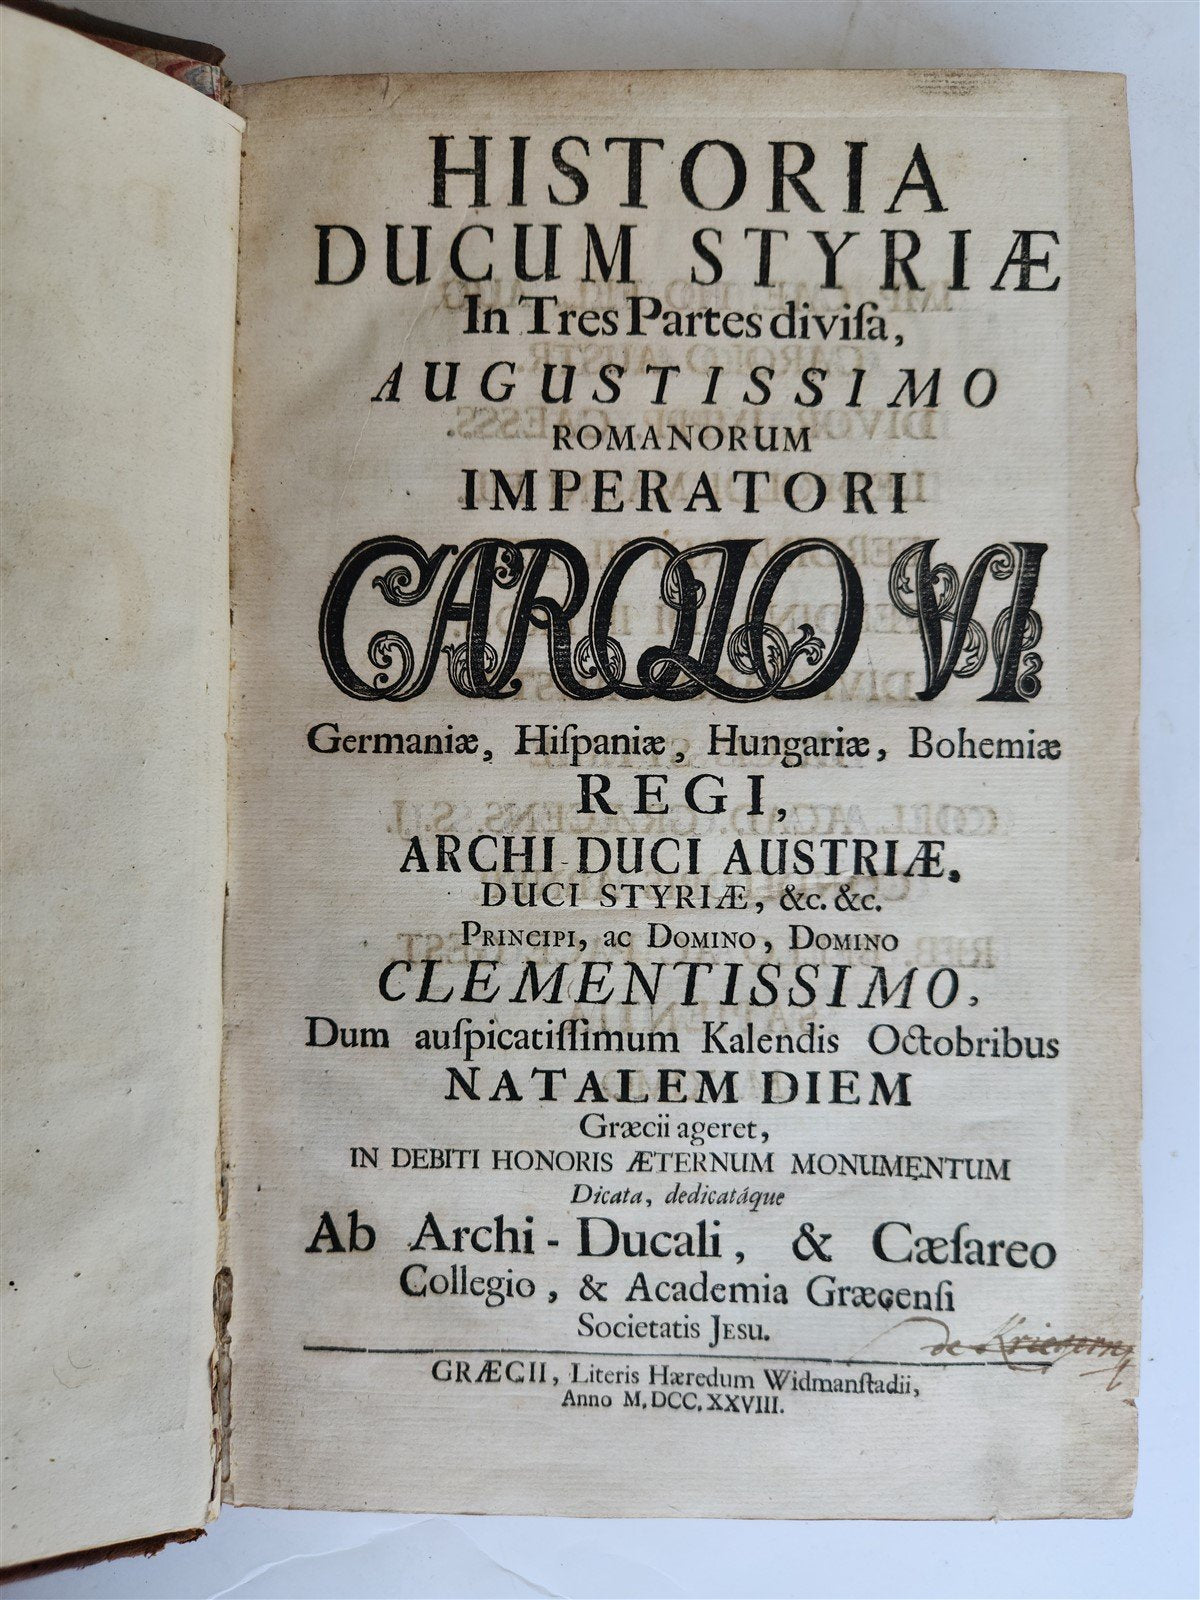 HISTORIA
DUCUM STYRIÆ
In Tres Partes diviſa,
AUGUSTISSIMO
ROMANORUM
IMPERATORI
CAROLO VI.
Germaniæ, Hiſpaniæ, Hungariæ, Bohemiæ
REGI,
ARCHI-DUCI AUSTRIÆ,
DUCI STYRIÆ, &c. &c.
PRINCIPI, AC DOMINO, DOMINO
CLEMENTISSIMO,
Dum auſpicatiſſimum Kalendis Octobribus
NATALEM DIEM
Græcii ageret,
IN DEBITI HONORIS ÆTERNUM MONUMENTUM
Dicata, dedicatáque
Ab Archi-Ducali, & Cæſareo
Collegio, & Academia Græcenſi
Societatis JESU.
de
GRÆCII, Literis Hæredum Widmanſtadii,
Anno M. DCC. XXVIII.